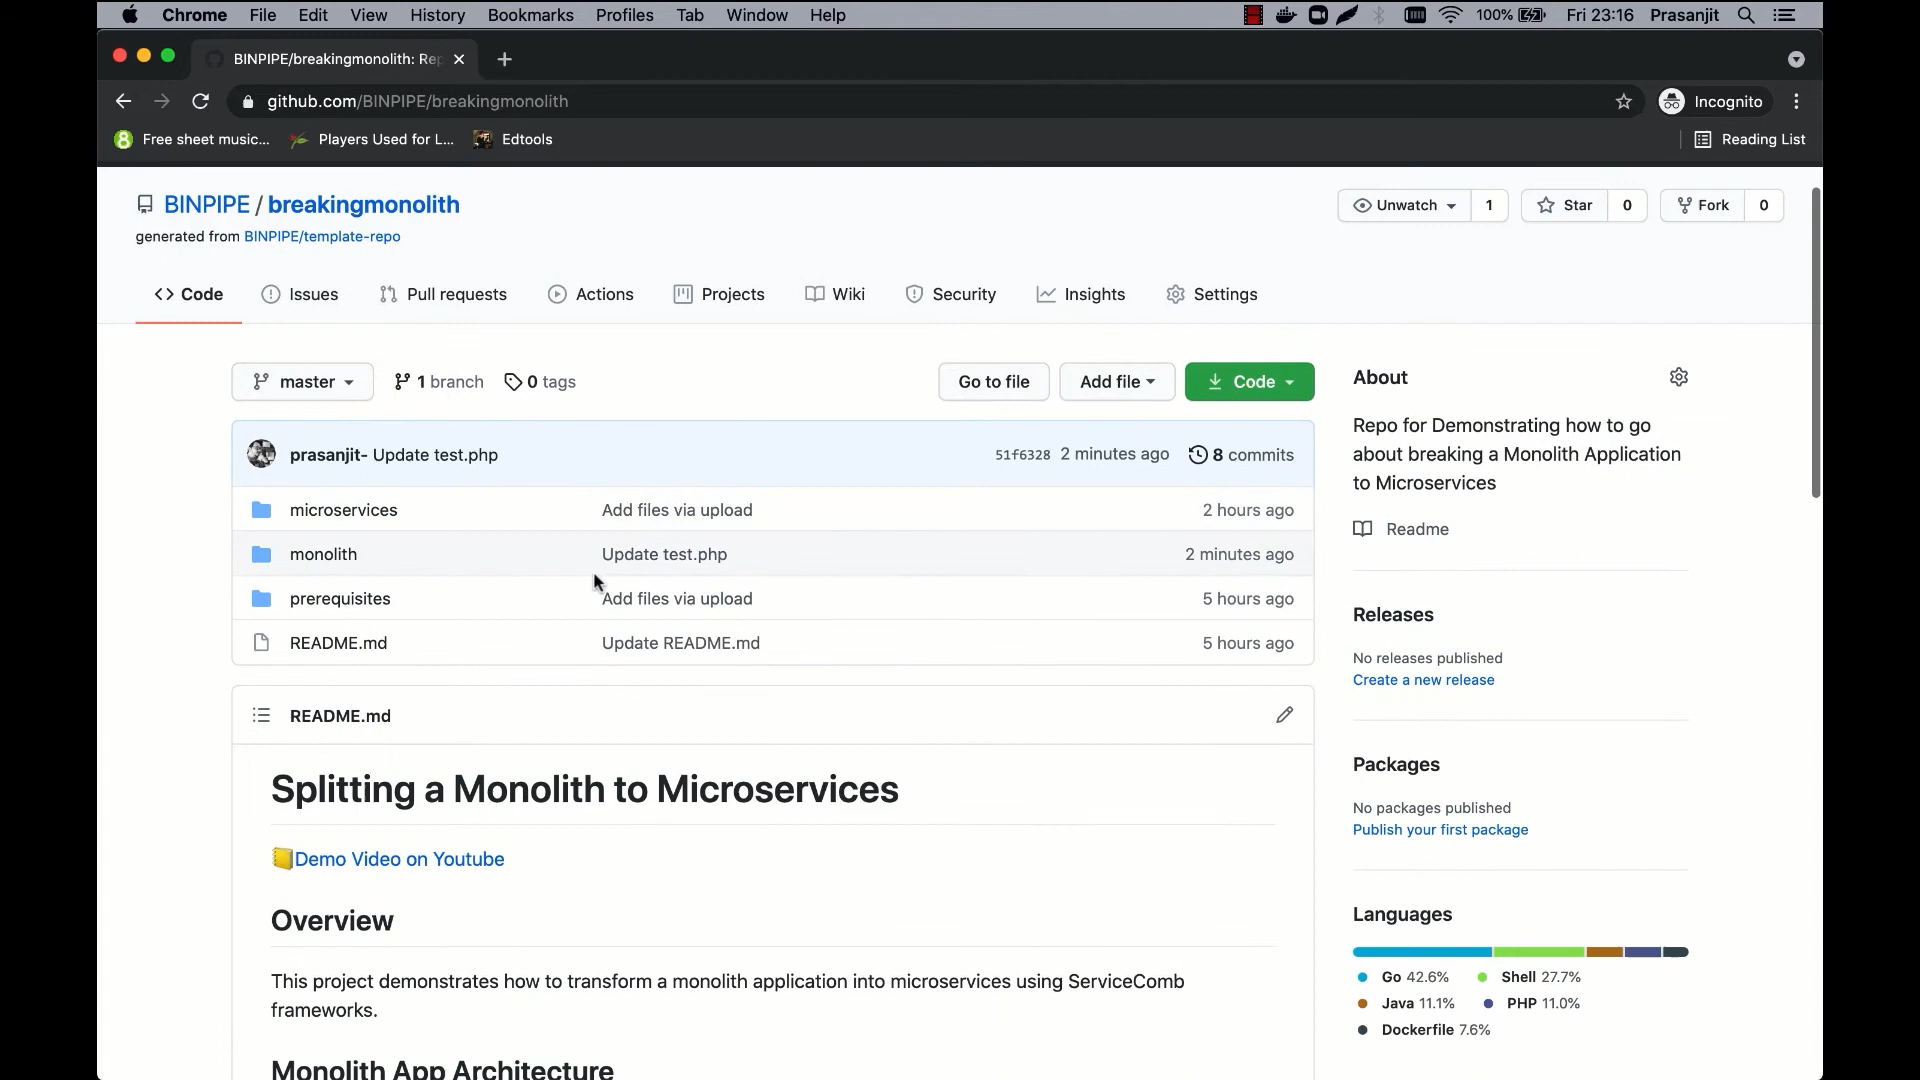 Chrome File Edit View History Bookmarks Profiles Tab Window Help 100% Fri 23:16 Prasanjit
BINPIPE/breakingmonolith: Rep
github.com/BINPIPE/breakingmonolith Incognito
Free sheet music... Players Used for L... Edtools Reading List
BINPIPE / breakingmonolith Unwatch 1 Star 0 Fork 0
generated from BINPIPE/template-repo
Code Issues Pull requests Actions Projects Wiki Security Insights Settings
master 1 branch 0 tags Go to file Add file Code
prasanjit- Update test.php 51f6328 2 minutes ago 8 commits
microservices Add files via upload 2 hours ago
monolith Update test.php 2 minutes ago
prerequisites Add files via upload 5 hours ago
README.md Update README.md 5 hours ago
README.md
Splitting a Monolith to Microservices
Demo Video on Youtube
Overview
This project demonstrates how to transform a monolith application into microservices using ServiceComb
frameworks.
Monolith App Architecture
About
Repo for Demonstrating how to go
about breaking a Monolith Application
to Microservices
Readme
Releases
No releases published
Create a new release
Packages
No packages published
Publish your first package
Languages
Go 42.6% Shell 27.7%
Java 11.1% PHP 11.0%
Dockerfile 7.6%